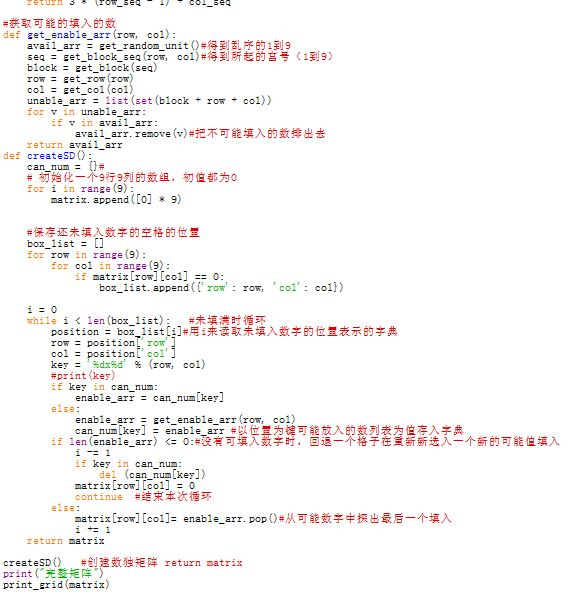 return 3 * (row_seq - 1) + col_seq
#获取可能的填入的数
def get_enable_arr(row, col):
    avail_arr = get_random_unit()#得到乱序的1到9
    seq = get_block_seq(row, col)#得到所起的宫号（1到9）
    block = get_block(seq)
    row = get_row(row)
    col = get_col(col)
    unable_arr = list(set(block + row + col))
    for v in unable_arr:
        if v in avail_arr:
            avail_arr.remove(v)#把不可能填入的数排出去
    return avail_arr
def createSD():
    can_num = {}#
    # 初始化一个9行9列的数组，初值都为0
    for i in range(9):
        matrix.append([0] * 9)
    #保存还未填入数字的空格的位置
    box_list = []
    for row in range(9):
        for col in range(9):
            if matrix[row][col] == 0:
                box_list.append({'row': row, 'col': col})
    i = 0
    while i < len(box_list):   #未填满时循环
        position = box_list[i]#用i来读取未填入数字的位置表示的字典
        row = position['row']
        col = position['col']
        key = '%dx%d' % (row, col)
        #print(key)
        if key in can_num:
            enable_arr = can_num[key]
        else:
            enable_arr = get_enable_arr(row, col)
            can_num[key] = enable_arr #以位置为键可能放入的数列表为值存入字典
        if len(enable_arr) <= 0:#没有可填入数字时，回退一个格子在重新新选入一个新的可能值填入
            i -= 1
            if key in can_num:
                del (can_num[key])
            matrix[row][col] = 0
            continue  #结束本次循环
        else:
            matrix[row][col]= enable_arr.pop()#从可能数字中探出最后一个填入
            i += 1
    return matrix
createSD()   #创建数独矩阵 return matrix
print("完整矩阵")
print_grid(matrix)